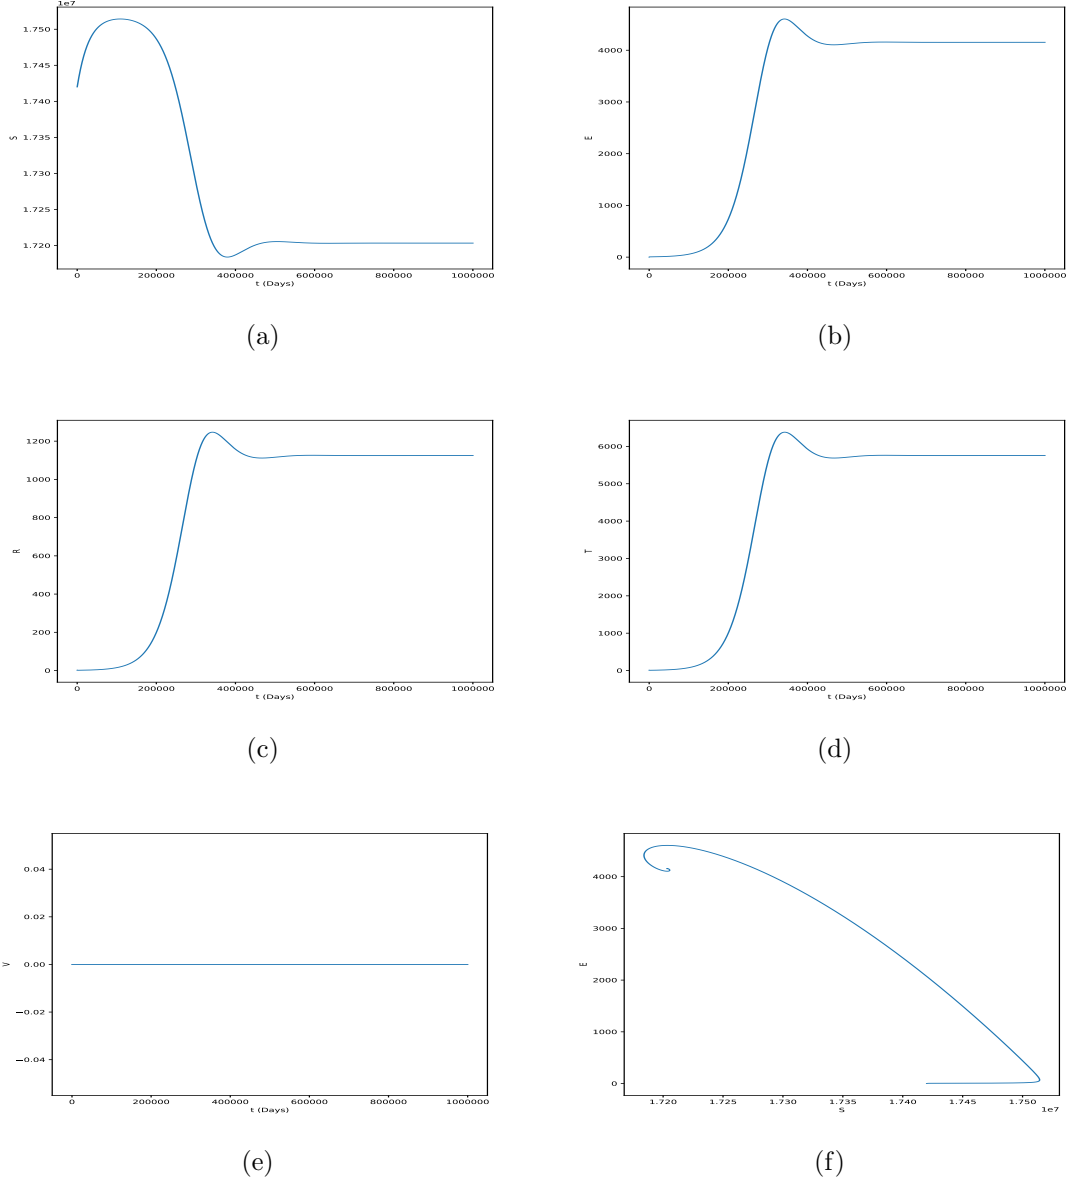 1e7
1.750
1.745
1.740
1.735
1.730
1.725
1.720
S
0 200000 400000 600000 800000 1000000
t (Days)
(a)
4000
3000
2000
1000
0
E
0 200000 400000 600000 800000 1000000
t (Days)
(b)
1200
1000
800
600
400
200
0
R
0 200000 400000 600000 800000 1000000
t (Days)
(c)
6000
5000
4000
3000
2000
1000
0
T
0 200000 400000 600000 800000 1000000
t (Days)
(d)
0.04
0.02
0.00
−0.02
−0.04
V
0 200000 400000 600000 800000 1000000
t (Days)
(e)
4000
3000
2000
1000
0
E
1.720 1.725 1.730 1.735 1.740 1.745 1.750
S
1e7
(f)